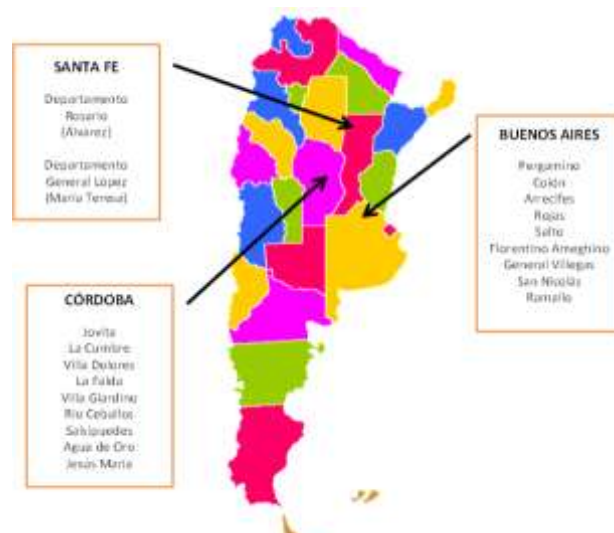 SANTA FE
Departamento
Rosario
(Alvarez)
Departamento
General Lopez
(María Teresa)
CÓRDOBA
Jovita
La Cumbre
Villa Dolores
La Falda
Villa Giardino
Río Ceballos
Salsipuedes
Agua de Oro
Jesús María
BUENOS AIRES
Pergamino
Colón
Arrecifes
Rojas
Salto
Florentino Ameghino
General Villegas
San Nicolás
Ramallo